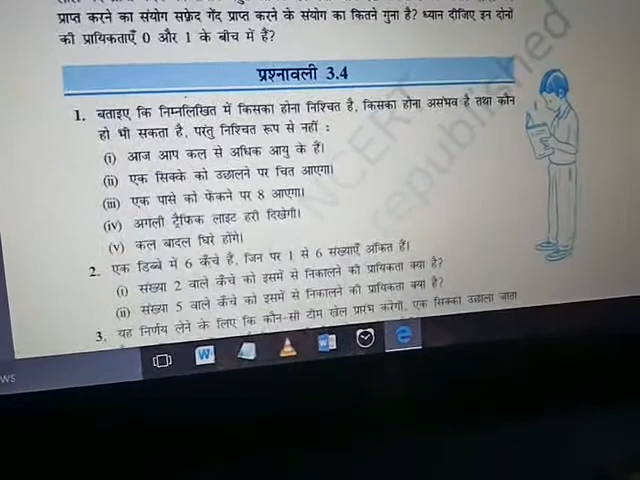 प्राप्त करने का संयोग सफ़ेद गेंद प्राप्त करने के संयोग का कितने गुना है? ध्यान दीजिए इन दोनों
की प्रायिकताएँ 0 और 1 के बीच में हैं?
प्रश्नावली 3.4
1. बताइए कि निम्नलिखित में किसका होना निश्चित है, किसका होना असंभव है तथा कौन
हो भी सकता है, परंतु निश्चित रूप से नहीं :
(i) आज आप कल से अधिक आयु के हैं।
(ii) एक सिक्के को उछालने पर चित आएगा।
(iii) एक पासे को फेंकने पर 8 आएगा।
(iv) अगली ट्रैफिक लाइट हरी दिखेगी।
(v) कल बादल घिरे होंगे।
2. एक डिब्बे में 6 कँचे हैं, जिन पर 1 से 6 संख्याएँ अंकित हैं।
(i) संख्या 2 वाले कँचे को इसमें से निकालने की प्रायिकता क्या है?
(ii) संख्या 5 वाले कँचे को इसमें से निकालने की प्रायिकता क्या है?
3. यह निर्णय लेने के लिए कि कौन-सी टीम खेल प्रारंभ करेगी, एक सिक्का उछाला जाता
NCERT
republished